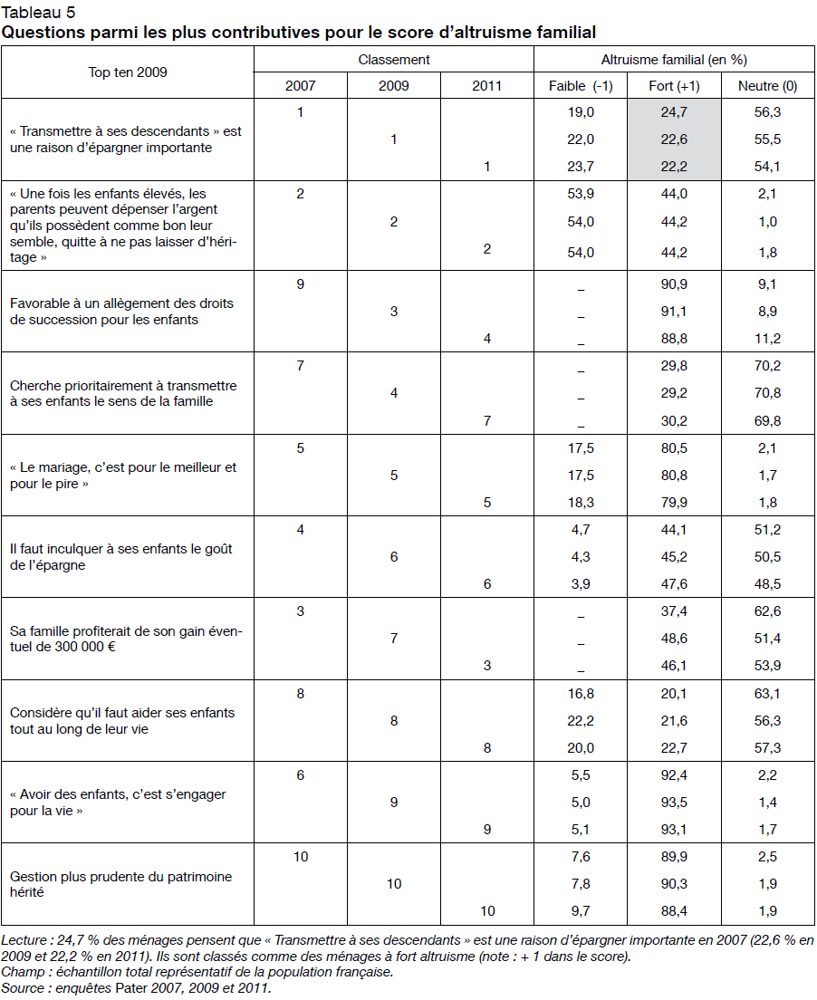 Tableau 5
Questions parmi les plus contributives pour le score d’altruisme familial
Top ten 2009
Classement
Altruisme familial (en %)
2007 2009 2011 Faible (-1) Fort (+1) Neutre (0)
« Transmettre à ses descendants » est
une raison d’épargner importante
1 19,0 24,7 56,3
1 22,0 22,6 55,5
1 23,7 22,2 54,1
« Une fois les enfants élevés, les
parents peuvent dépenser l’argent
qu’ils possèdent comme bon leur
semble, quitte à ne pas laisser d’héri-
tage »
2 53,9 44,0 2,1
2 54,0 44,2 1,0
2 54,0 44,2 1,8
Favorable à un allègement des droits
de succession pour les enfants
9 _ 90,9 9,1
3 _ 91,1 8,9
4 _ 88,8 11,2
Cherche prioritairement à transmettre
à ses enfants le sens de la famille
7 _ 29,8 70,2
4 _ 29,2 70,8
7 _ 30,2 69,8
« Le mariage, c’est pour le meilleur et
pour le pire »
5 17,5 80,5 2,1
5 17,5 80,8 1,7
5 18,3 79,9 1,8
Il faut inculquer à ses enfants le goût
de l’épargne
4 4,7 44,1 51,2
6 4,3 45,2 50,5
6 3,9 47,6 48,5
Sa famille profiterait de son gain éven-
tuel de 300 000 €
3 _ 37,4 62,6
7 _ 48,6 51,4
3 _ 46,1 53,9
Considère qu’il faut aider ses enfants
tout au long de leur vie
8 16,8 20,1 63,1
8 22,2 21,6 56,3
8 20,0 22,7 57,3
« Avoir des enfants, c’est s’engager
pour la vie »
6 5,5 92,4 2,2
9 5,0 93,5 1,4
9 5,1 93,1 1,7
Gestion plus prudente du patrimoine
hérité
10 7,6 89,9 2,5
10 7,8 90,3 1,9
10 9,7 88,4 1,9
Lecture : 24,7 % des ménages pensent que « Transmettre à ses descendants » est une raison d’épargner importante en 2007 (22,6 % en
2009 et 22,2 % en 2011). Ils sont classés comme des ménages à fort altruisme (note : + 1 dans le score).
Champ : échantillon total représentatif de la population française.
Source : enquêtes Pater 2007, 2009 et 2011.